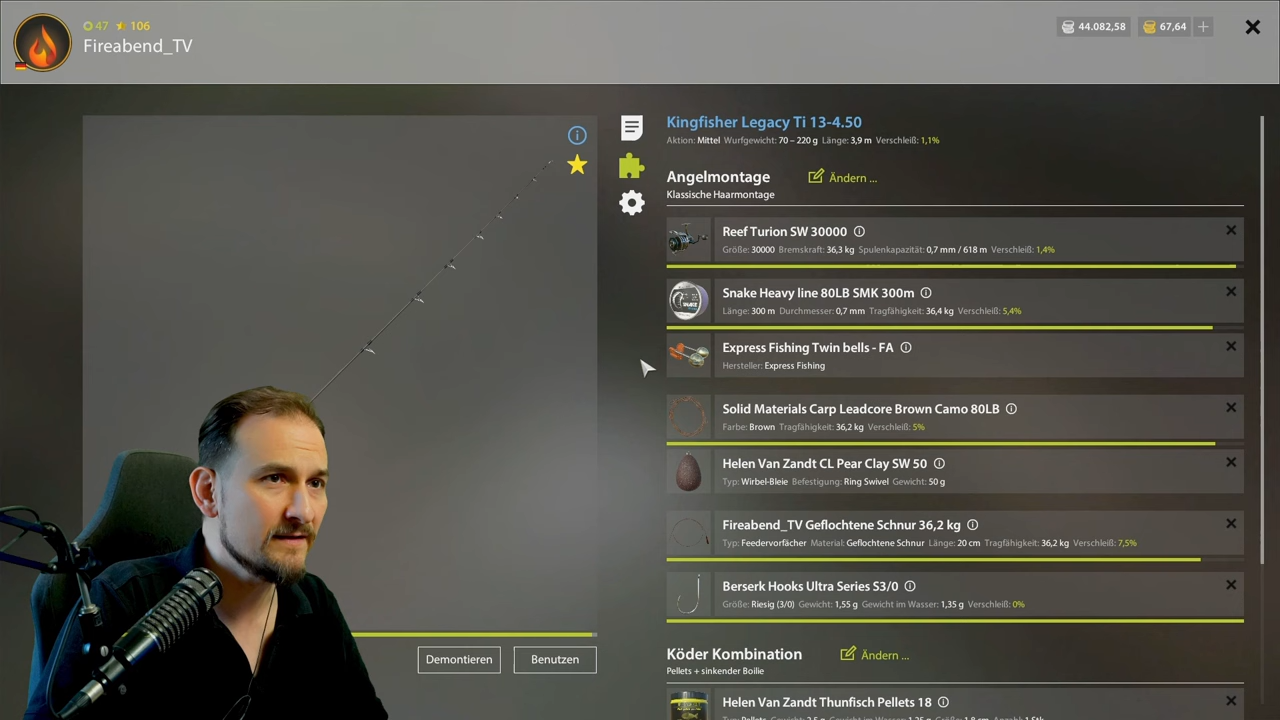 47 106
Fireabend_TV
44.082,58
67,64
Kingfisher Legacy Ti 13-4.50
Aktion: Mittel Wurfgewicht: 70 – 220 g Länge: 3,9 m Verschleiß: 1,1%
Angelmontage
Ändern ...
Klassische Haarmontage
Reef Turion SW 30000
Größe: 30000 Bremskraft: 36,3 kg Spulenkapazität: 0,7 mm / 618 m Verschleiß: 1,4%
Snake Heavy line 80LB SMK 300m
Länge: 300 m Durchmesser: 0,7 mm Tragfähigkeit: 36,4 kg Verschleiß: 5,4%
Express Fishing Twin bells - FA
Hersteller: Express Fishing
Solid Materials Carp Leadcore Brown Camo 80LB
Farbe: Brown Tragfähigkeit: 36,2 kg Verschleiß: 5%
Helen Van Zandt CL Pear Clay SW 50
Typ: Wirbel-Bleie Befestigung: Ring Swivel Gewicht: 50 g
Fireabend_TV Geflochtene Schnur 36,2 kg
Typ: Feedervorfächer Material: Geflochtene Schnur Länge: 20 cm Tragfähigkeit: 36,2 kg Verschleiß: 7,5%
Berserk Hooks Ultra Series S3/0
Größe: Riesig (3/0) Gewicht: 1,55 g Gewicht im Wasser: 1,35 g Verschleiß: 0%
Demontieren
Benutzen
Köder Kombination
Ändern ...
Pellets + sinkender Boilie
Helen Van Zandt Thunfisch Pellets 18